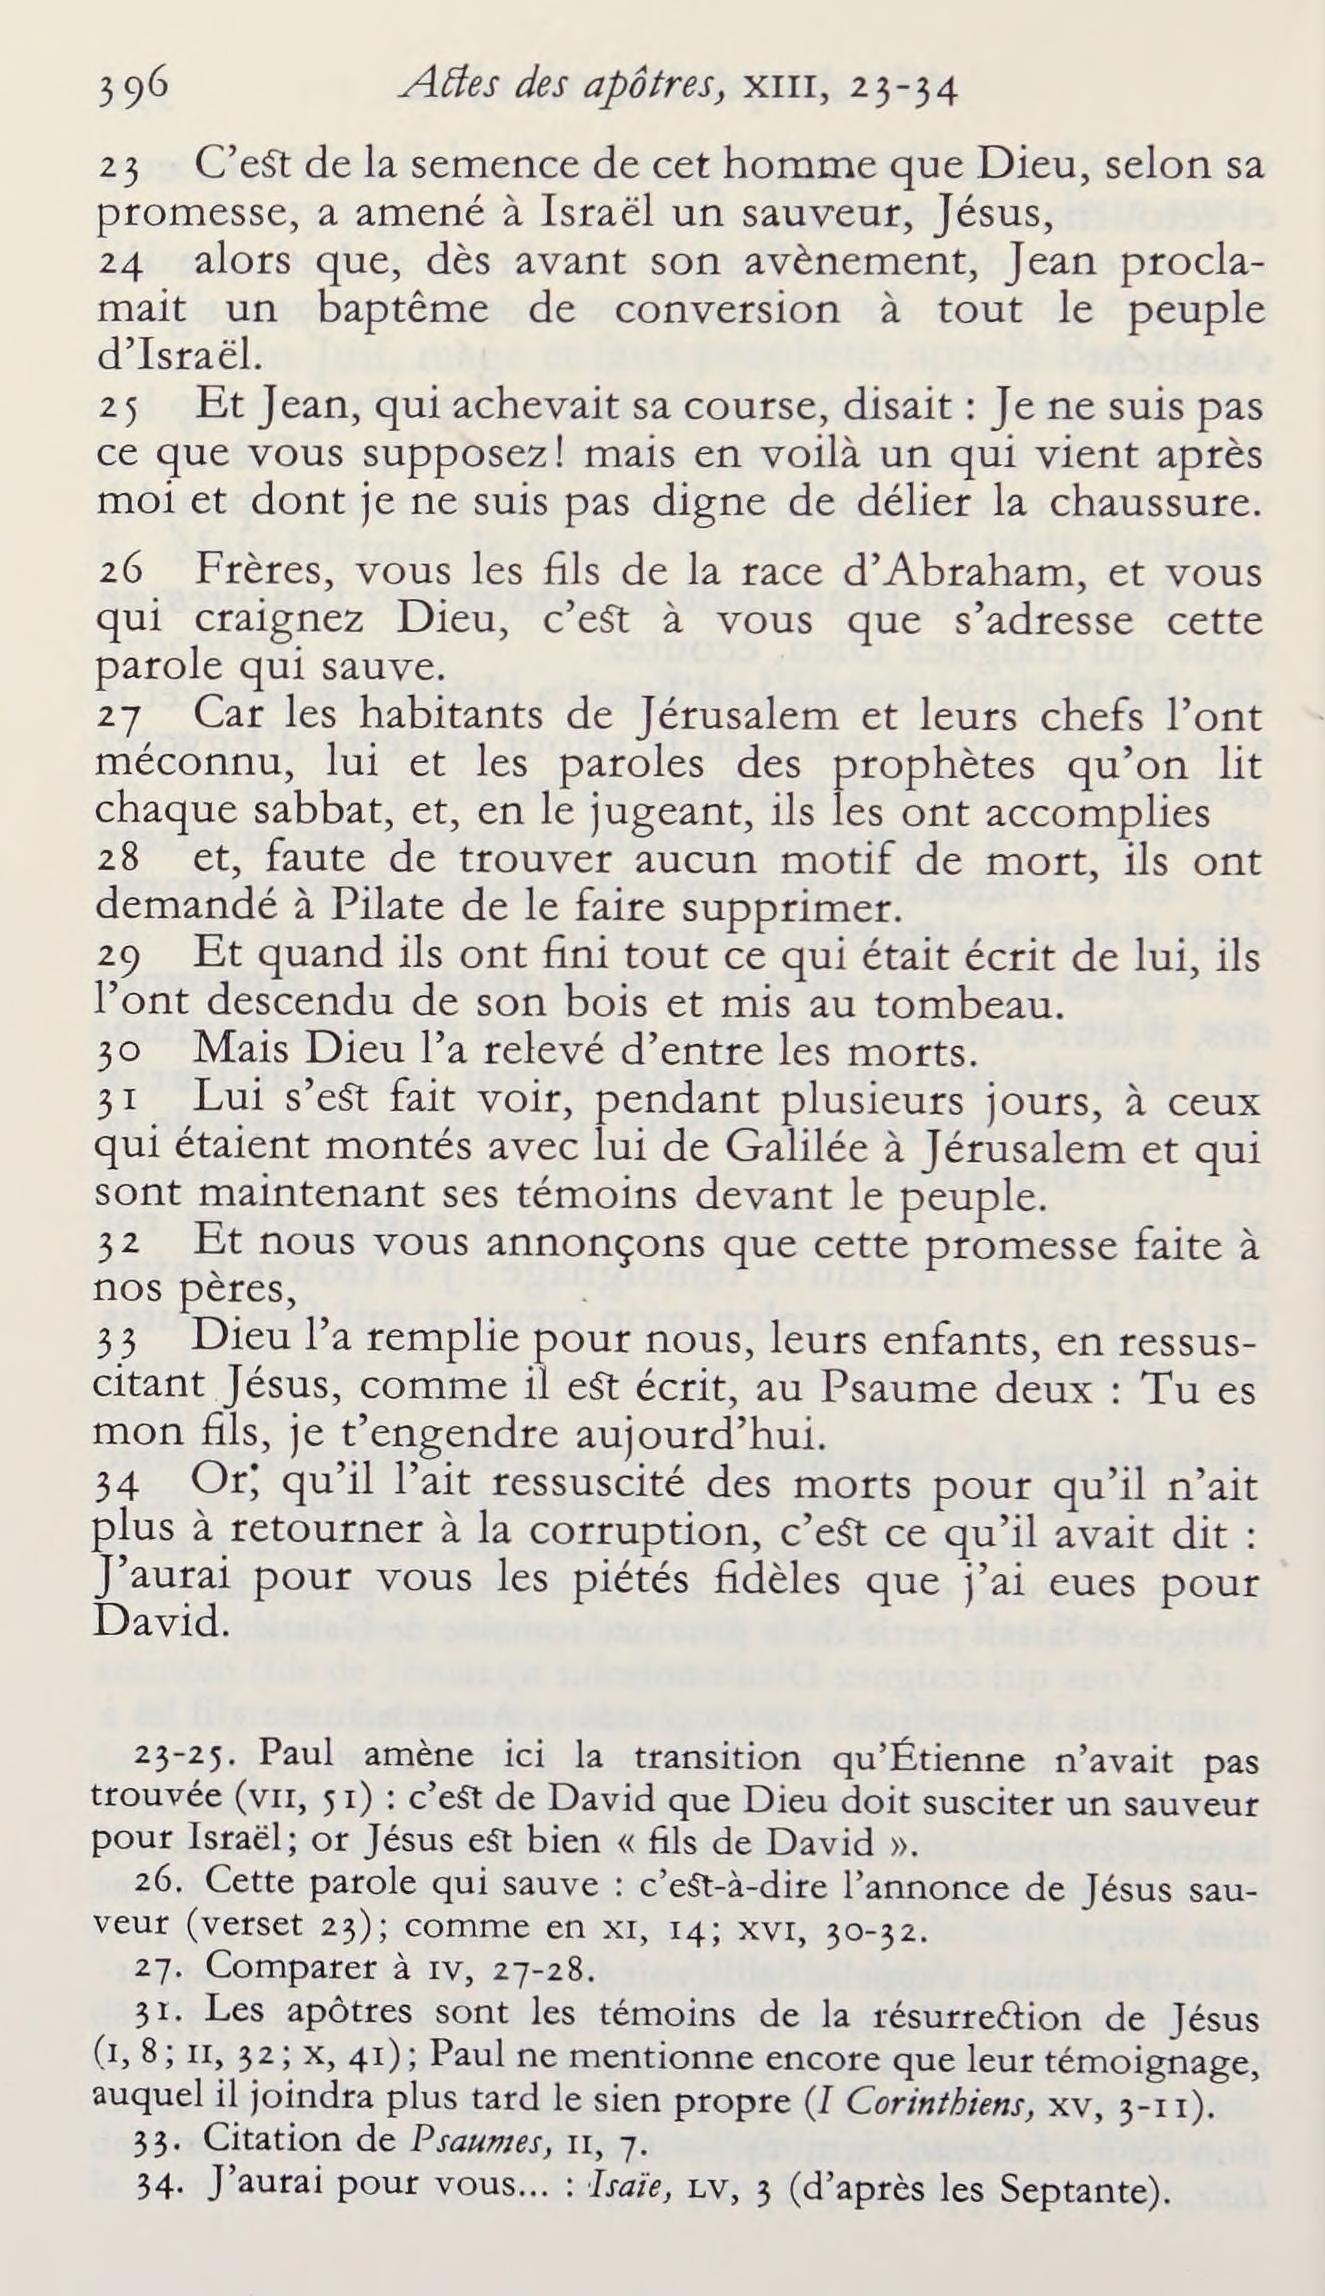 396 Actes des apôtres, XIII, 23-34
23 C’est de la semence de cet homme que Dieu, selon sa
promesse, a amené à Israël un sauveur, Jésus,
24 alors que, dès avant son avènement, Jean procla-
mait un baptême de conversion à tout le peuple
d’Israël.
25 Et Jean, qui achevait sa course, disait : Je ne suis pas
ce que vous supposez! mais en voilà un qui vient après
moi et dont je ne suis pas digne de délier la chaussure.
26 Frères, vous les fils de la race d’Abraham, et vous
qui craignez Dieu, c’est à vous que s’adresse cette
parole qui sauve.
27 Car les habitants de Jérusalem et leurs chefs l’ont
méconnu, lui et les paroles des prophètes qu’on lit
chaque sabbat, et, en le jugeant, ils les ont accomplies
28 et, faute de trouver aucun motif de mort, ils ont
demandé à Pilate de le faire supprimer.
29 Et quand ils ont fini tout ce qui était écrit de lui, ils
l’ont descendu de son bois et mis au tombeau.
30 Mais Dieu l’a relevé d’entre les morts.
31 Lui s’est fait voir, pendant plusieurs jours, à ceux
qui étaient montés avec lui de Galilée à Jérusalem et qui
sont maintenant ses témoins devant le peuple.
32 Et nous vous annonçons que cette promesse faite à
nos pères,
33 Dieu l’a remplie pour nous, leurs enfants, en ressus-
citant Jésus, comme il est écrit, au Psaume deux : Tu es
mon fils, je t’engendre aujourd’hui.
34 Or, qu’il l’ait ressuscité des morts pour qu’il n’ait
plus à retourner à la corruption, c’est ce qu’il avait dit :
J’aurai pour vous les piétés fidèles que j’ai eues pour
David.
23-25. Paul amène ici la transition qu’Étienne n’avait pas
trouvée (VII, 51) : c’est de David que Dieu doit susciter un sauveur
pour Israël; or Jésus est bien « fils de David ».
26. Cette parole qui sauve : c’est-à-dire l’annonce de Jésus sau-
veur (verset 23); comme en XI, 14; XVI, 30-32.
27. Comparer à IV, 27-28.
31. Les apôtres sont les témoins de la résurrection de Jésus
(I, 8; II, 32; X, 41); Paul ne mentionne encore que leur témoignage,
auquel il joindra plus tard le sien propre (I Corinthiens, XV, 3-11).
33. Citation de Psaumes, II, 7.
34. J’aurai pour vous... : Isaïe, LV, 3 (d’après les Septante).